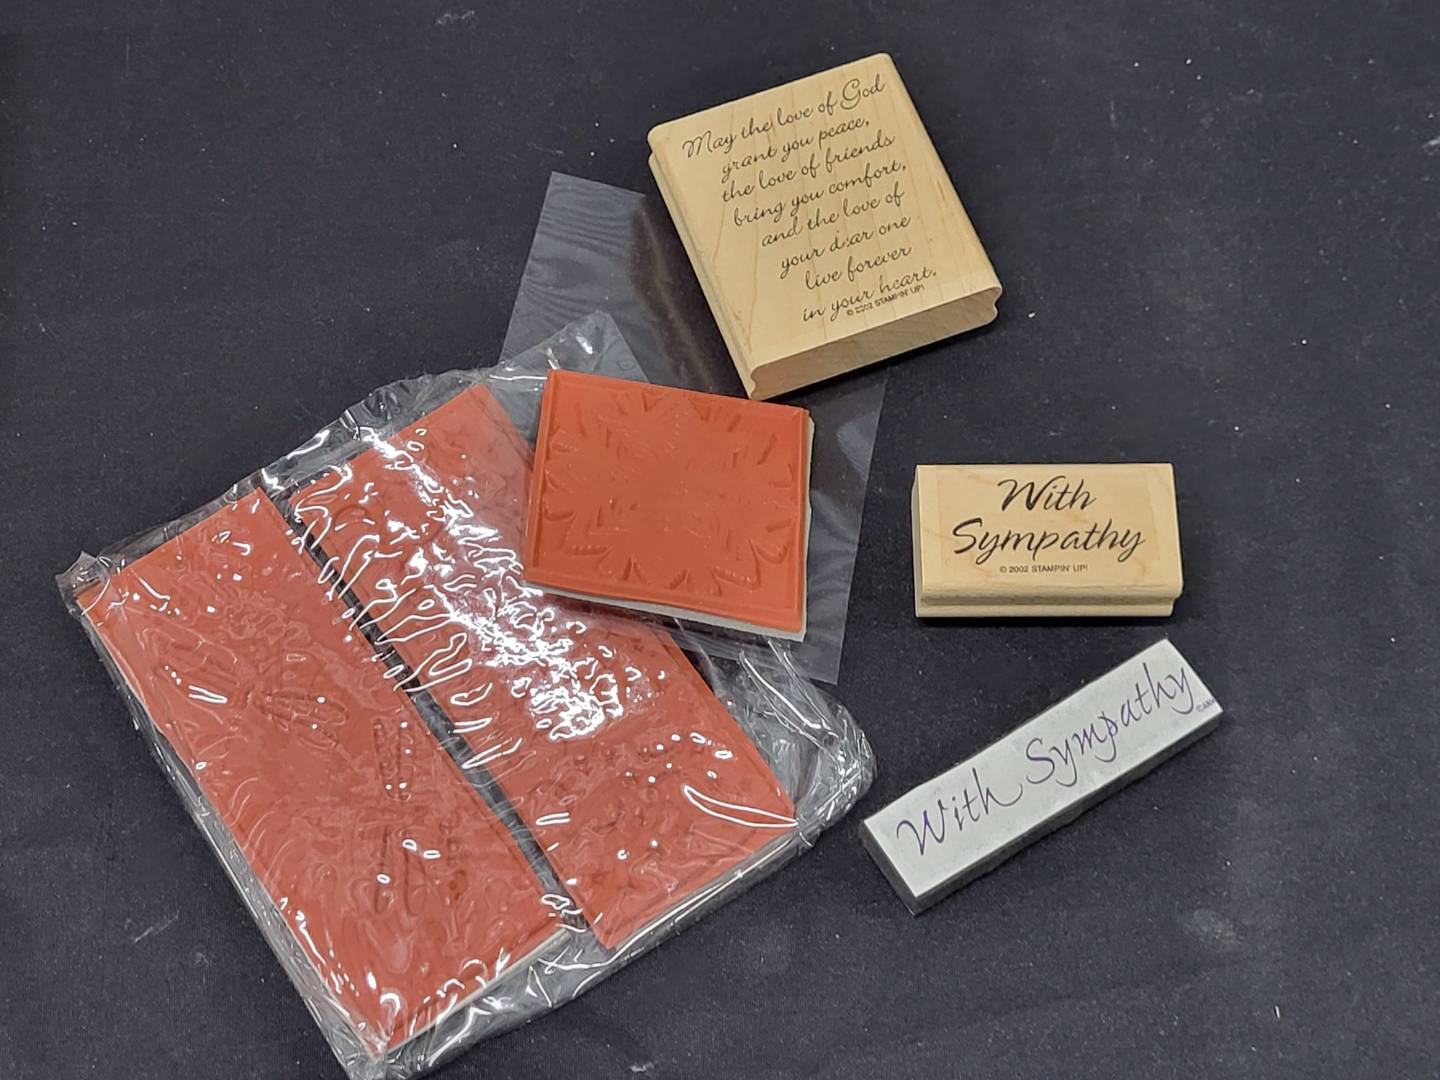 May the love of God
grant you peace,
the love of friends
bring you comfort,
and the love of
your dear one
live forever
in your heart.
© 2002 STAMPIN' UP!
With
Sympathy
© 2002 STAMPIN' UP!
With Sympathy